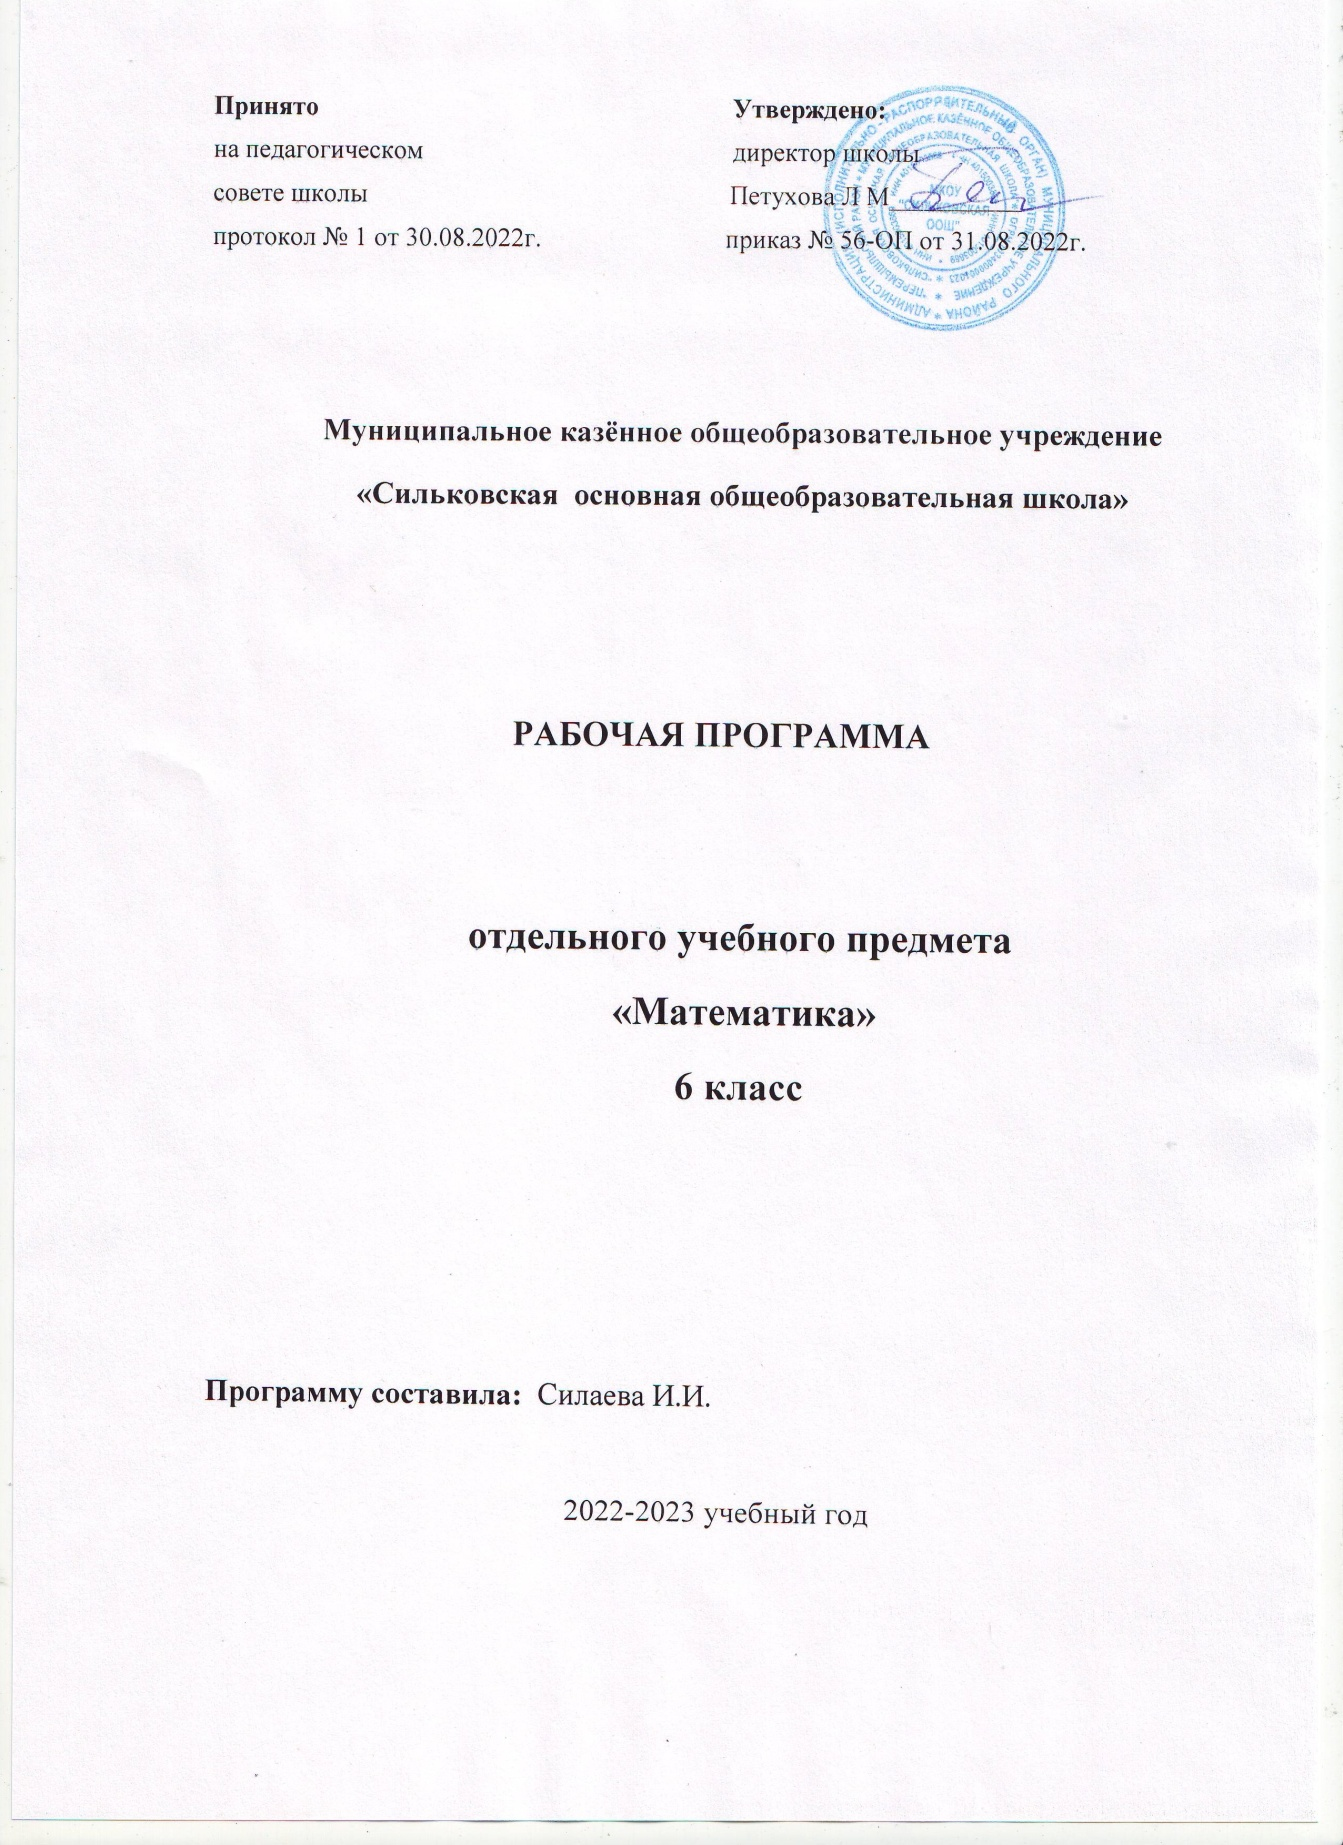 Принято
на педагогическом
совете школы
протокол № 1 от 30.08.2022г.
Утверждено:
директор школы
Петухова Л М
приказ № 56-ОП от 31.08.2022г.
МКОУ
ООШ"
Муниципальное казённое общеобразовательное учреждение
«Сильковская основная общеобразовательная школа»
РАБОЧАЯ ПРОГРАММА
отдельного учебного предмета
«Математика»
6 класс
Программу составила: Силаева И.И.
2022-2023 учебный год